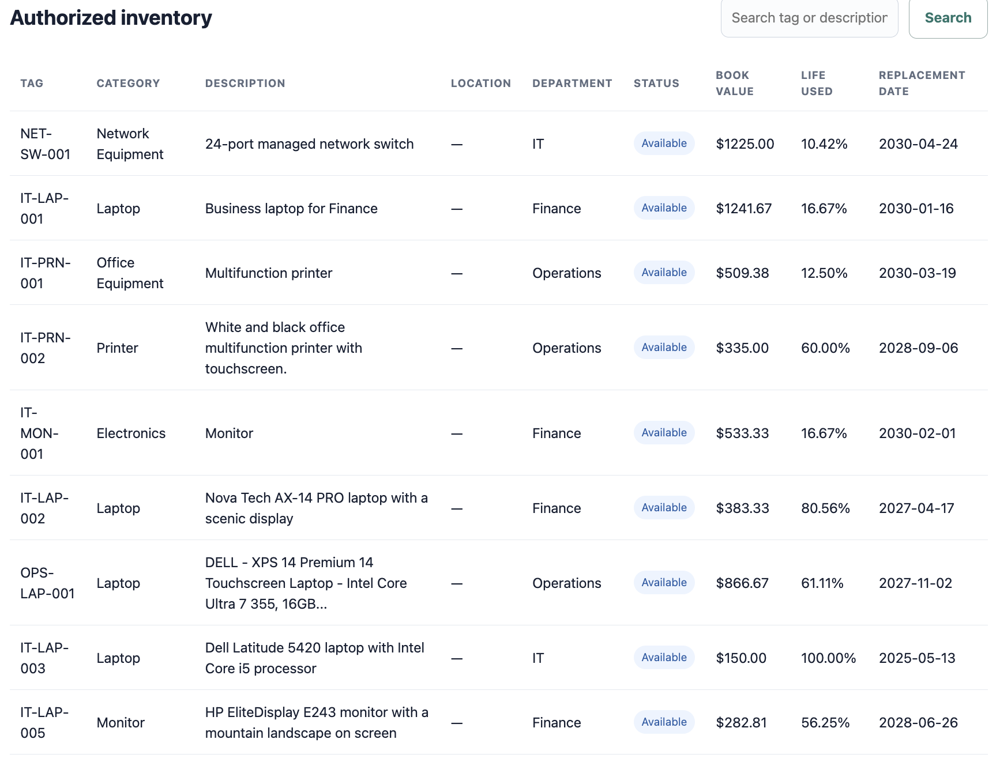 Authorized inventory
Search tag or description
Search
TAG CATEGORY DESCRIPTION LOCATION DEPARTMENT STATUS BOOK VALUE LIFE USED REPLACEMENT DATE
NET-SW-001 Network Equipment 24-port managed network switch — IT Available $1225.00 10.42% 2030-04-24
IT-LAP-001 Laptop Business laptop for Finance — Finance Available $1241.67 16.67% 2030-01-16
IT-PRN-001 Office Equipment Multifunction printer — Operations Available $509.38 12.50% 2030-03-19
IT-PRN-002 Printer White and black office multifunction printer with touchscreen. — Operations Available $335.00 60.00% 2028-09-06
IT-MON-001 Electronics Monitor — Finance Available $533.33 16.67% 2030-02-01
IT-LAP-002 Laptop Nova Tech AX-14 PRO laptop with a scenic display — Finance Available $383.33 80.56% 2027-04-17
OPS-LAP-001 Laptop DELL - XPS 14 Premium 14 Touchscreen Laptop - Intel Core Ultra 7 355, 16GB... — Operations Available $866.67 61.11% 2027-11-02
IT-LAP-003 Laptop Dell Latitude 5420 laptop with Intel Core i5 processor — IT Available $150.00 100.00% 2025-05-13
IT-LAP-005 Monitor HP EliteDisplay E243 monitor with a mountain landscape on screen — Finance Available $282.81 56.25% 2028-06-26